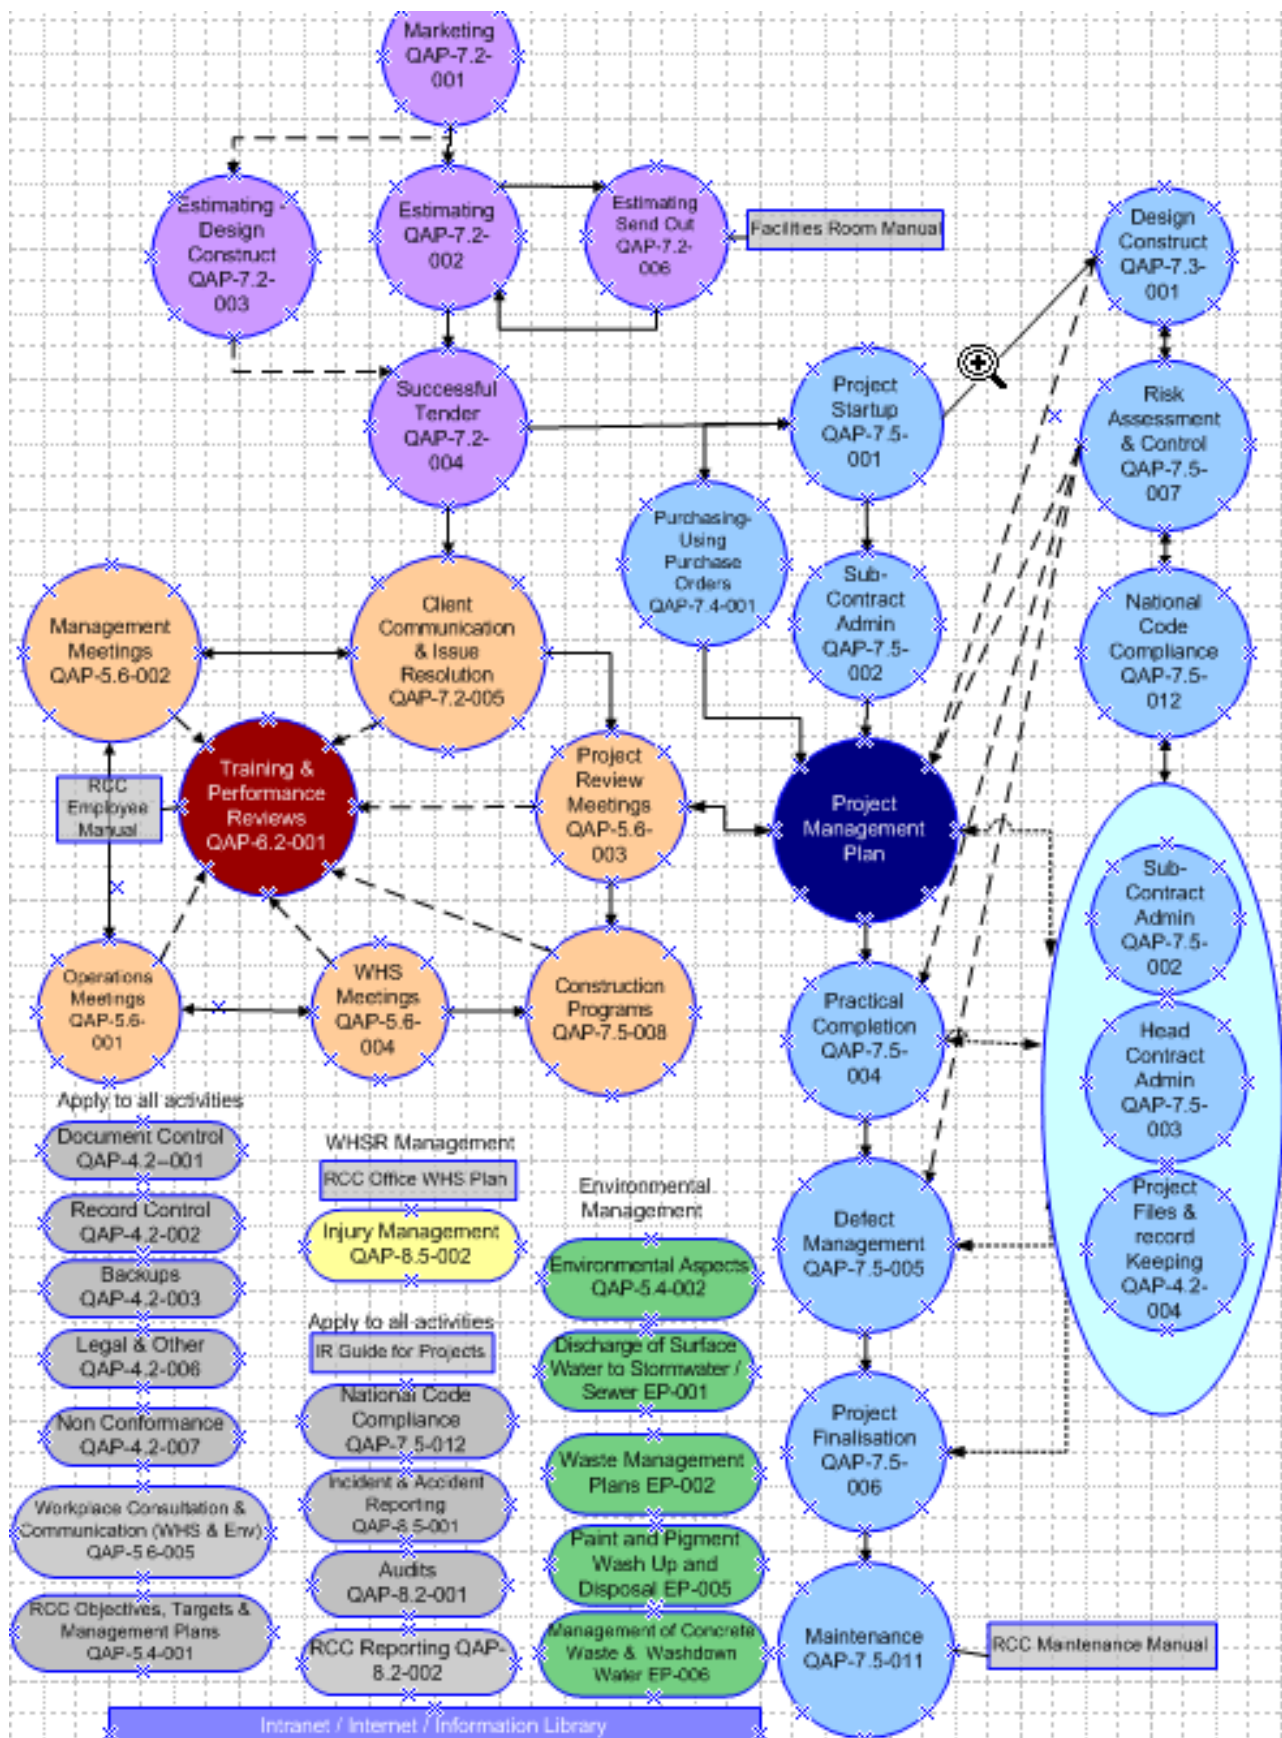 Marketing
QAP-7.2-
001
Estimating -
Design
Construct
QAP-7.2-
003
Estimating
QAP-7.2-
002
Estimating
Send Out
QAP-7.2-
006
Facilities Room Manual
Design
Construct
QAP-7.3-
001
Successful
Tender
QAP-7.2-
004
Project
Startup
QAP-7.5-
001
Risk
Assessment
& Control
QAP-7.5-
007
Purchasing-
Using
Purchase
Orders
QAP-7.4-001
Sub-
Contract
Admin
QAP-7.5-
002
National
Code
Compliance
QAP-7.5-
012
Management
Meetings
QAP-5.6-002
Client
Communication
& Issue
Resolution
QAP-7.2-005
RCC
Employee
Manual
Training &
Performance
Reviews
QAP-6.2-001
Project
Review
Meetings
QAP-5.6-
003
Project
Management
Plan
Sub-
Contract
Admin
QAP-7.5-
002
Operations
Meetings
QAP-5.6-
001
WHS
Meetings
QAP-5.6-
004
Construction
Programs
QAP-7.5-008
Practical
Completion
QAP-7.5-
004
Head
Contract
Admin
QAP-7.5-
003
Project
Files &
record
Keeping
QAP-4.2-
004
Defect
Management
QAP-7.5-005
Project
Finalisation
QAP-7.5-
006
Maintenance
QAP-7.5-011
RCC Maintenance Manual
Apply to all activities
Document Control
QAP-4.2--001
Record Control
QAP-4.2-002
Backups
QAP-4.2-003
Legal & Other
QAP-4.2-006
Non Conformance
QAP-4.2-007
Workplace Consultation &
Communication (WHS & Env)
QAP-5.6-005
RCC Objectives, Targets &
Management Plans
QAP-5.4-001
WHSR Management
RCC Office WHS Plan
Injury Management
QAP-8.5-002
Apply to all activities
IR Guide for Projects
National Code
Compliance
QAP-7.5-012
Incident & Accident
Reporting
QAP-8.5-001
Audits
QAP-8.2-001
RCC Reporting QAP-
8.2-002
Environmental
Management
Environmental Aspects
QAP-5.4-002
Discharge of Surface
Water to Stormwater /
Sewer EP-001
Waste Management
Plans EP-002
Paint and Pigment
Wash Up and
Disposal EP-005
Management of Concrete
Waste & Washdown
Water EP-006
Intranet / Internet / Information Library